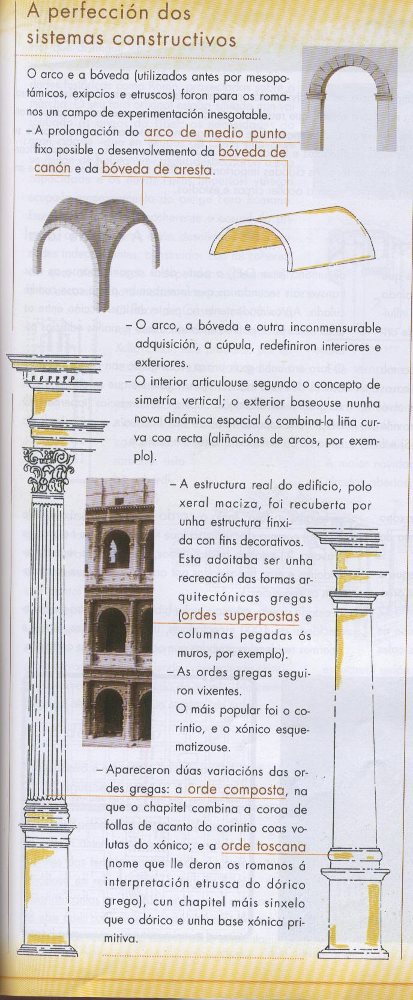 A perfección dos
sistemas constructivos
O arco e a bóveda (utilizados antes por mesopo-
támicos, exipcios e etruscos) foron para os roma-
nos un campo de experimentación inesgotable.
– A prolongación do arco de medio punto
fixo posible o desenvolvemento da bóveda de
canón e da bóveda de aresta.
– O arco, a bóveda e outra inconmensurable
adquisición, a cúpula, redefiniron interiores e
exteriores.
– O interior articulouse segundo o concepto de
simetría vertical; o exterior baseouse nunha
nova dinámica espacial ó combina-la liña cur-
va coa recta (aliñacións de arcos, por exem-
plo).
– A estructura real do edificio, polo
xeral maciza, foi recuberta por
unha estructura finxi-
da con fins decorativos.
Esta adoitaba ser unha
recreación das formas ar-
quitectónicas gregas
(ordes superpostas e
columnas pegadas ós
muros, por exemplo).
– As ordes gregas segui-
ron vixentes.
O máis popular foi o co-
rintio, e o xónico esque-
matizouse.
– Apareceron dúas variacións das or-
des gregas: a orde composta, na
que o chapitel combina a coroa de
follas de acanto do corintio coas vo-
lutas do xónico; e a orde toscana
(nome que lle deron os romanos á
interpretación etrusca do dórico
grego), cun chapitel máis sinxelo
que o dórico e unha base xónica pri-
mitiva.